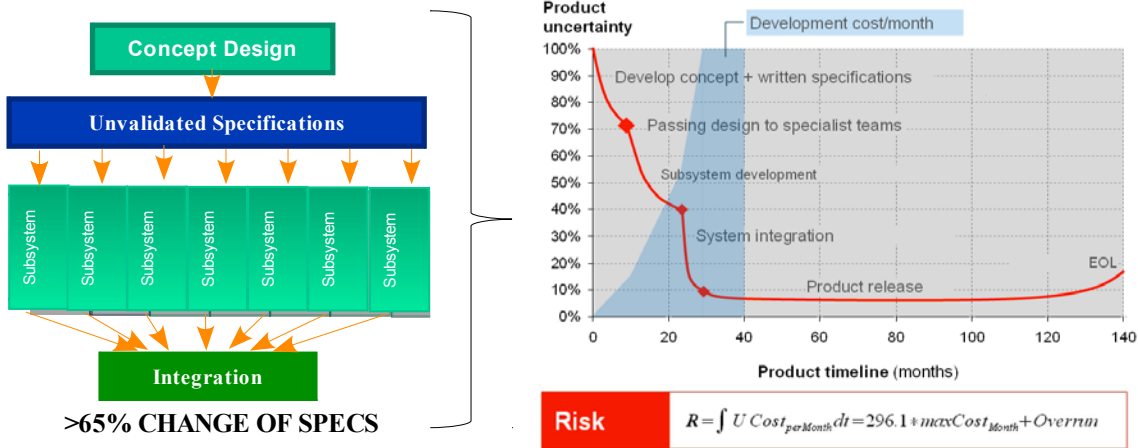 Concept Design
Unvalidated Specifications
Subsystem
Subsystem
Subsystem
Subsystem
Subsystem
Subsystem
Subsystem
Integration
>65% CHANGE OF SPECS
Product
uncertainty
Development cost/month
100%
90%
80%
70%
60%
50%
40%
30%
20%
10%
0%
Develop concept + written specifications
Passing design to specialist teams
Subsystem development
System integration
EOL
Product release
0 20 40 60 80 100 120 140
Product timeline (months)
Risk
R=∫ U Cost_perMonth dt=296.1*maxCost_Month+Overrun